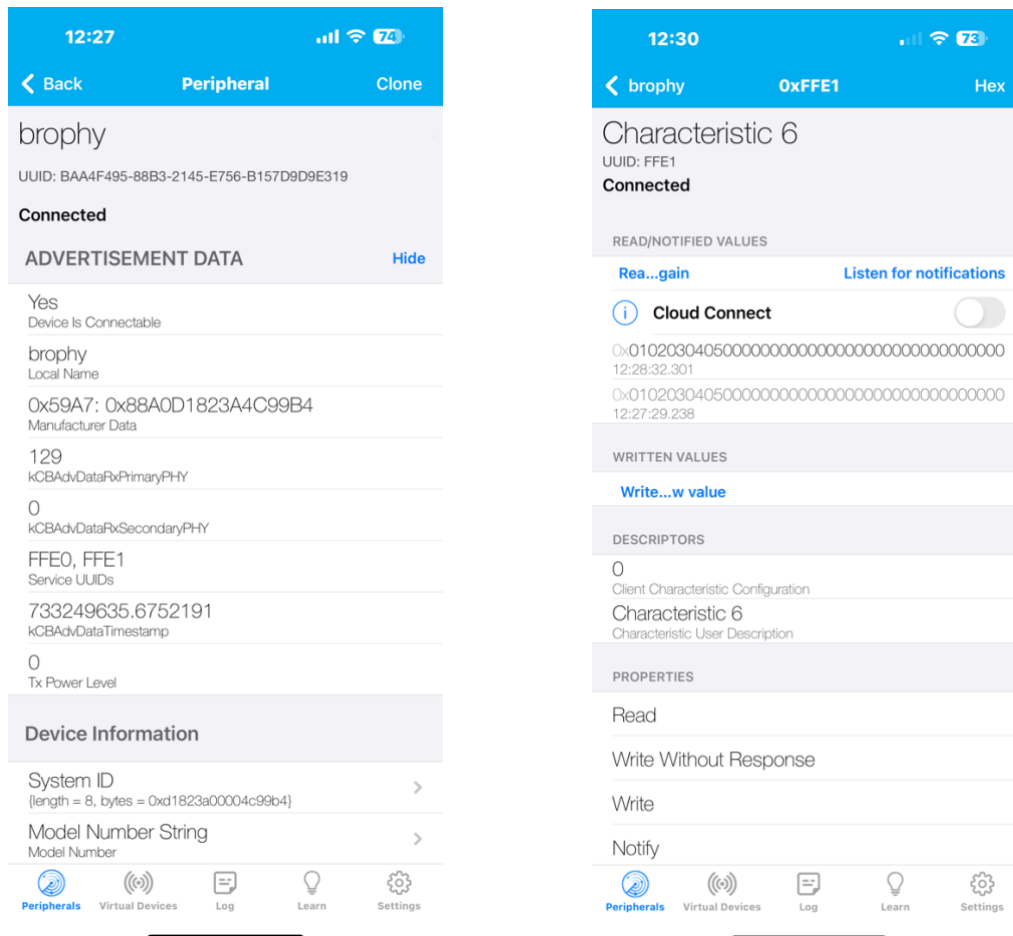 12:27
74
Back
Peripheral
Clone
brophy
UUID: BAA4F495-88B3-2145-E756-B157D9D9E319
Connected
ADVERTISEMENT DATA
Hide
Yes
Device Is Connectable
brophy
Local Name
0x59A7: 0x88A0D1823A4C99B4
Manufacturer Data
129
kCBAdvDataRxPrimaryPHY
0
kCBAdvDataRxSecondaryPHY
FFE0, FFE1
Service UUIDs
733249635.6752191
kCBAdvDataTimestamp
0
Tx Power Level
Device Information
System ID
{length = 8, bytes = 0xd1823a00004c99b4}
Model Number String
Model Number
Peripherals
Virtual Devices
Log
Learn
Settings
12:30
73
brophy
0xFFE1
Hex
Characteristic 6
UUID: FFE1
Connected
READ/NOTIFIED VALUES
Rea...gain
Listen for notifications
Cloud Connect
0x0102030405000000000000000000000000000000
12:28:32.301
0x0102030405000000000000000000000000000000
12:27:29.238
WRITTEN VALUES
Write...w value
DESCRIPTORS
0
Client Characteristic Configuration
Characteristic 6
Characteristic User Description
PROPERTIES
Read
Write Without Response
Write
Notify
Peripherals
Virtual Devices
Log
Learn
Settings